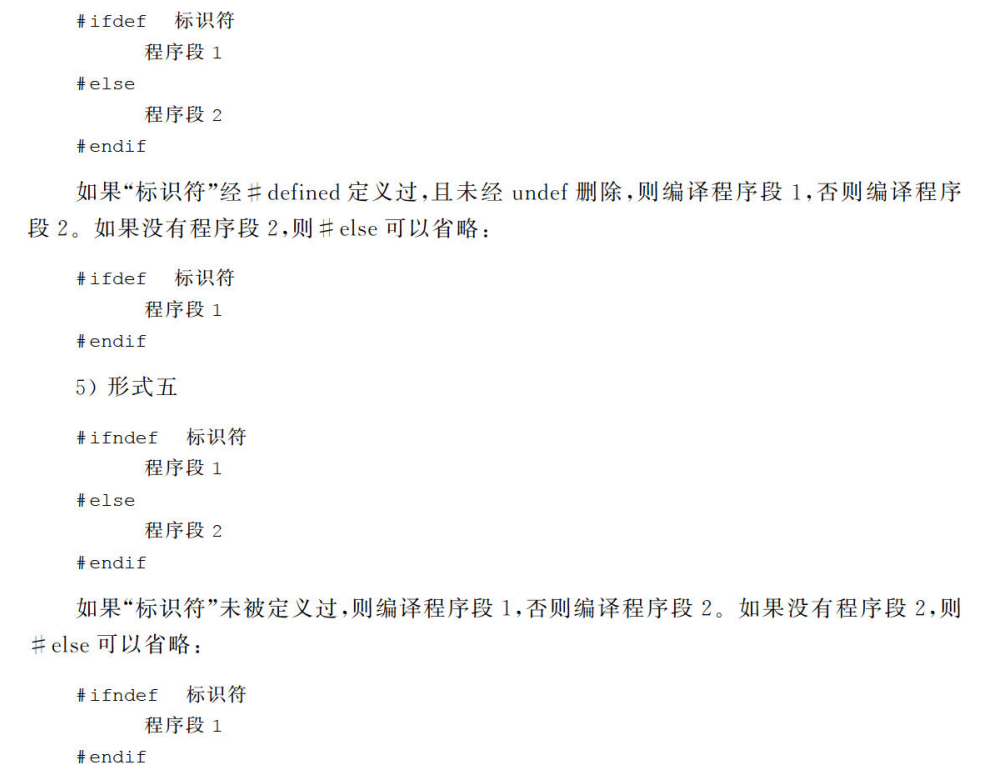 #ifdef 标识符
程序段 1
#else
程序段 2
#endif
如果“标识符”经＃defined 定义过,且未经 undef 删除,则编译程序段 1,否则编译程序
段 2。如果没有程序段 2,则＃else 可以省略:
#ifdef 标识符
程序段 1
#endif
5) 形式五
#ifndef 标识符
程序段 1
#else
程序段 2
#endif
如果“标识符”未被定义过,则编译程序段 1,否则编译程序段 2。如果没有程序段 2,则
＃else 可以省略:
#ifndef 标识符
程序段 1
#endif